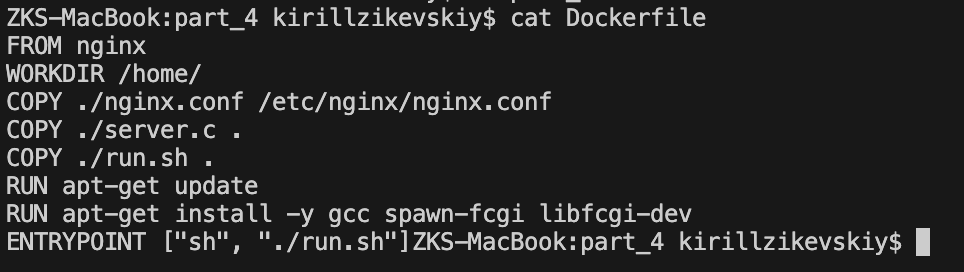 ZKS-MacBook:part_4 kirillzikevskiy$ cat Dockerfile
FROM nginx
WORKDIR /home/
COPY ./nginx.conf /etc/nginx/nginx.conf
COPY ./server.c .
COPY ./run.sh .
RUN apt-get update
RUN apt-get install -y gcc spawn-fcgi libfcgi-dev
ENTRYPOINT ["sh", "./run.sh"]ZKS-MacBook:part_4 kirillzikevskiy$